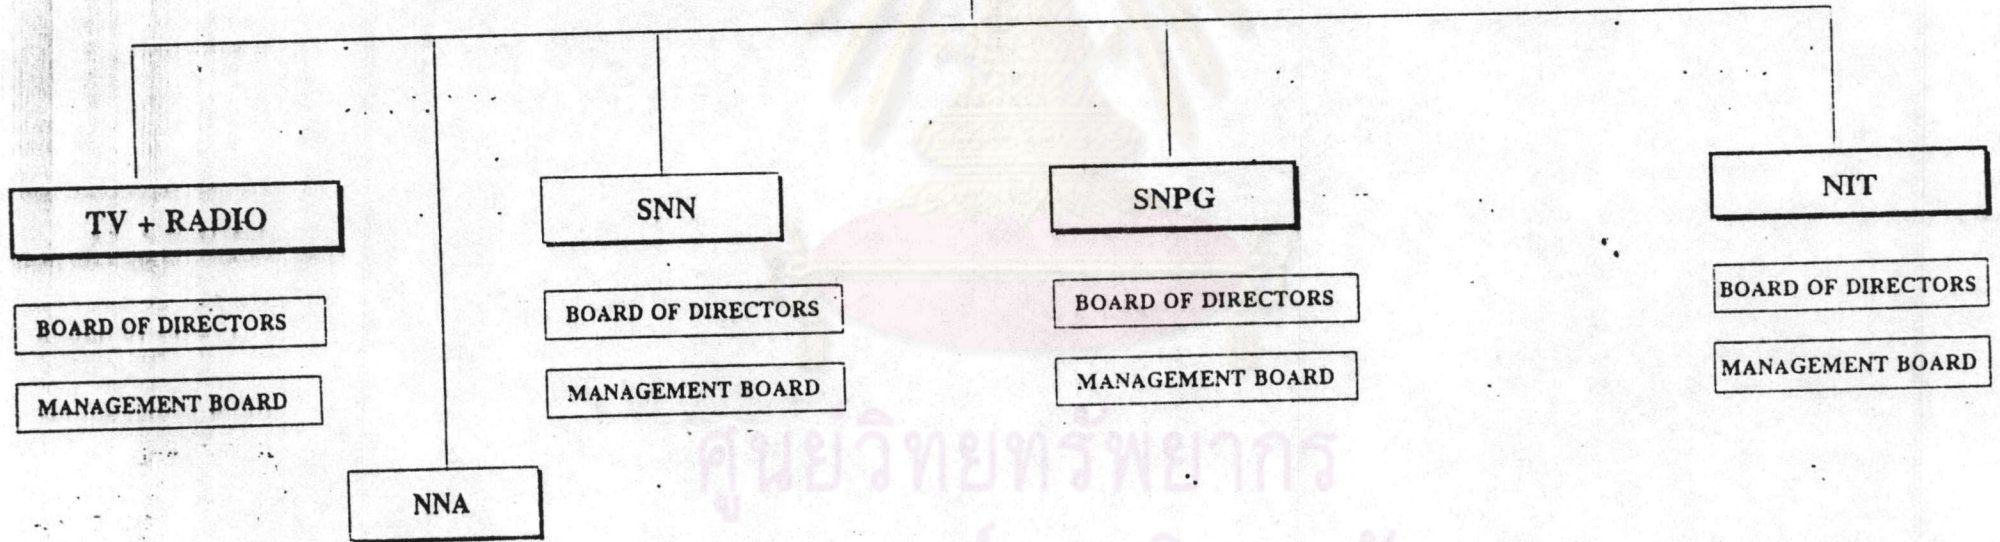 TV + RADIO
SNN
SNPG
NIT
BOARD OF DIRECTORS
BOARD OF DIRECTORS
BOARD OF DIRECTORS
BOARD OF DIRECTORS
MANAGEMENT BOARD
MANAGEMENT BOARD
MANAGEMENT BOARD
MANAGEMENT BOARD
ศูนย์วิทยทรัพยากร
NNA